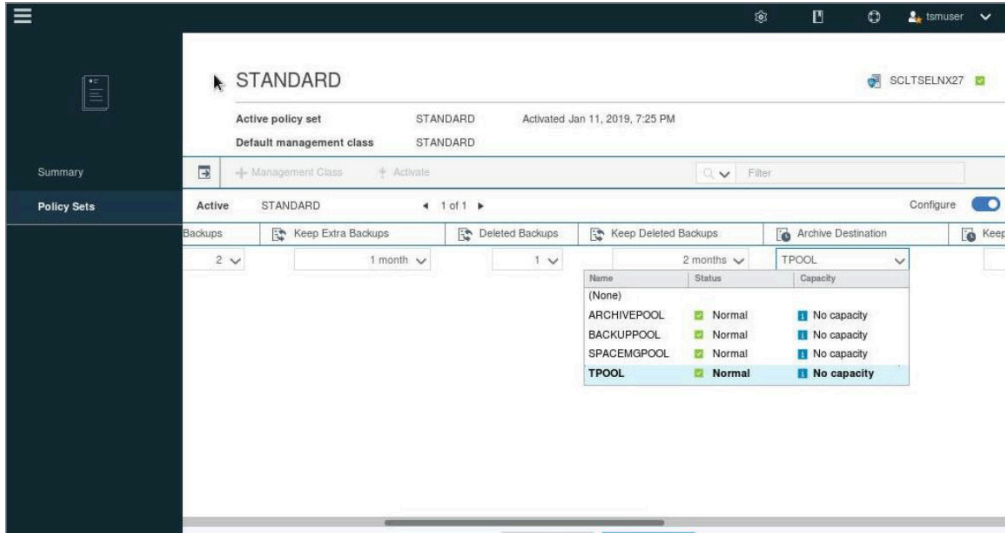 tsmuser
STANDARD
SCLTSELNX27
Active policy set STANDARD Activated Jan 11, 2019, 7:25 PM
Default management class STANDARD
Summary
Management Class Activate Filter
Policy Sets
Active STANDARD 1 of 1 Configure
Backups Keep Extra Backups Deleted Backups Keep Deleted Backups Archive Destination Keep
2 1 month 1 2 months TPOOL
Name Status Capacity
(None)
ARCHIVEPOOL Normal No capacity
BACKUPPOOL Normal No capacity
SPACEMGPOOL Normal No capacity
TPOOL Normal No capacity